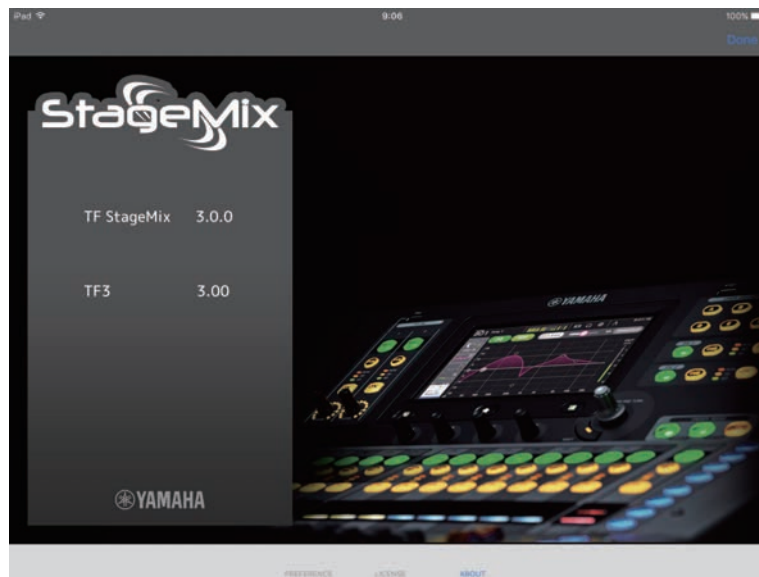 iPad 9:06 100%
Done
StageMix
TF StageMix 3.0.0
TF3 3.00
YAMAHA
YAMAHA
PREFERENCE LICENSE ABOUT